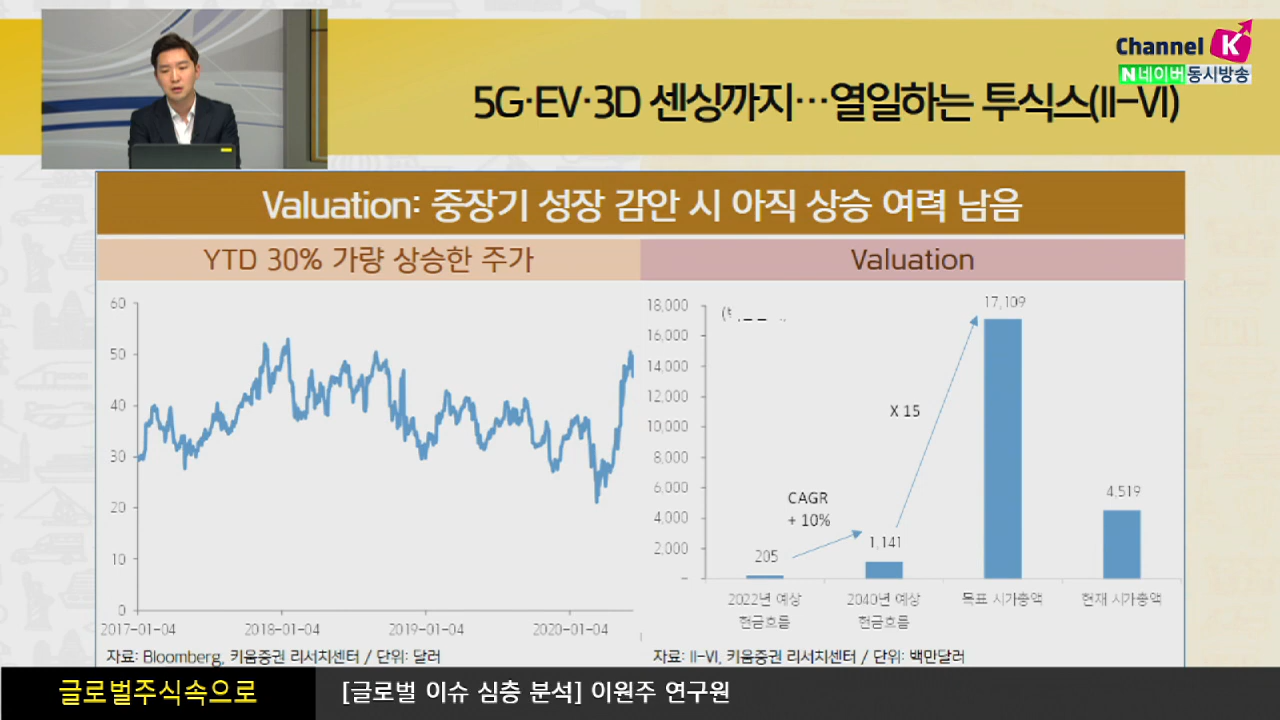 Channel K
N네이버 동시방송
5G·EV·3D 센싱까지…열일하는 투식스(II-VI)
Valuation: 중장기 성장 감안 시 아직 상승 여력 남음
YTD 30% 가량 상승한 주가
60
50
40
30
20
10
0
2017-01-04 2018-01-04 2019-01-04 2020-01-04
자료: Bloomberg, 키움증권 리서치센터 / 단위: 달러
Valuation
18,000
16,000
14,000
12,000
10,000
8,000
6,000
4,000
2,000
–
17,109
X 15
4,519
CAGR
+ 10%
1,141
205
2022년 예상 2040년 예상 목표 시가총액 현재 시가총액
현금흐름 현금흐름
자료: II-VI, 키움증권 리서치센터 / 단위: 백만달러
글로벌주식속으로
[글로벌 이슈 심층 분석] 이원주 연구원